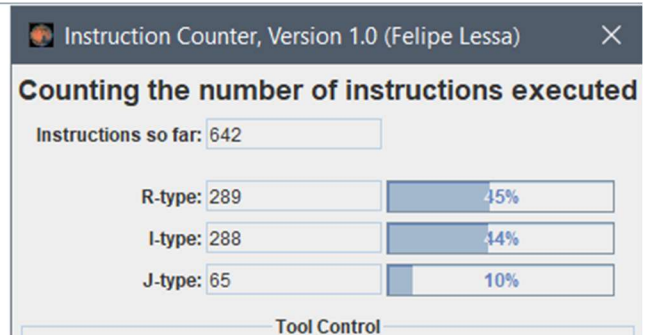 Instruction Counter, Version 1.0 (Felipe Lessa)
Counting the number of instructions executed
Instructions so far: 642
R-type: 289 45%
I-type: 288 44%
J-type: 65 10%
Tool Control